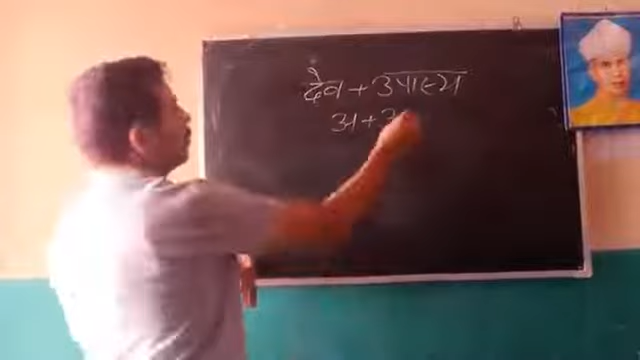 देव + उपास्य
अ + उ